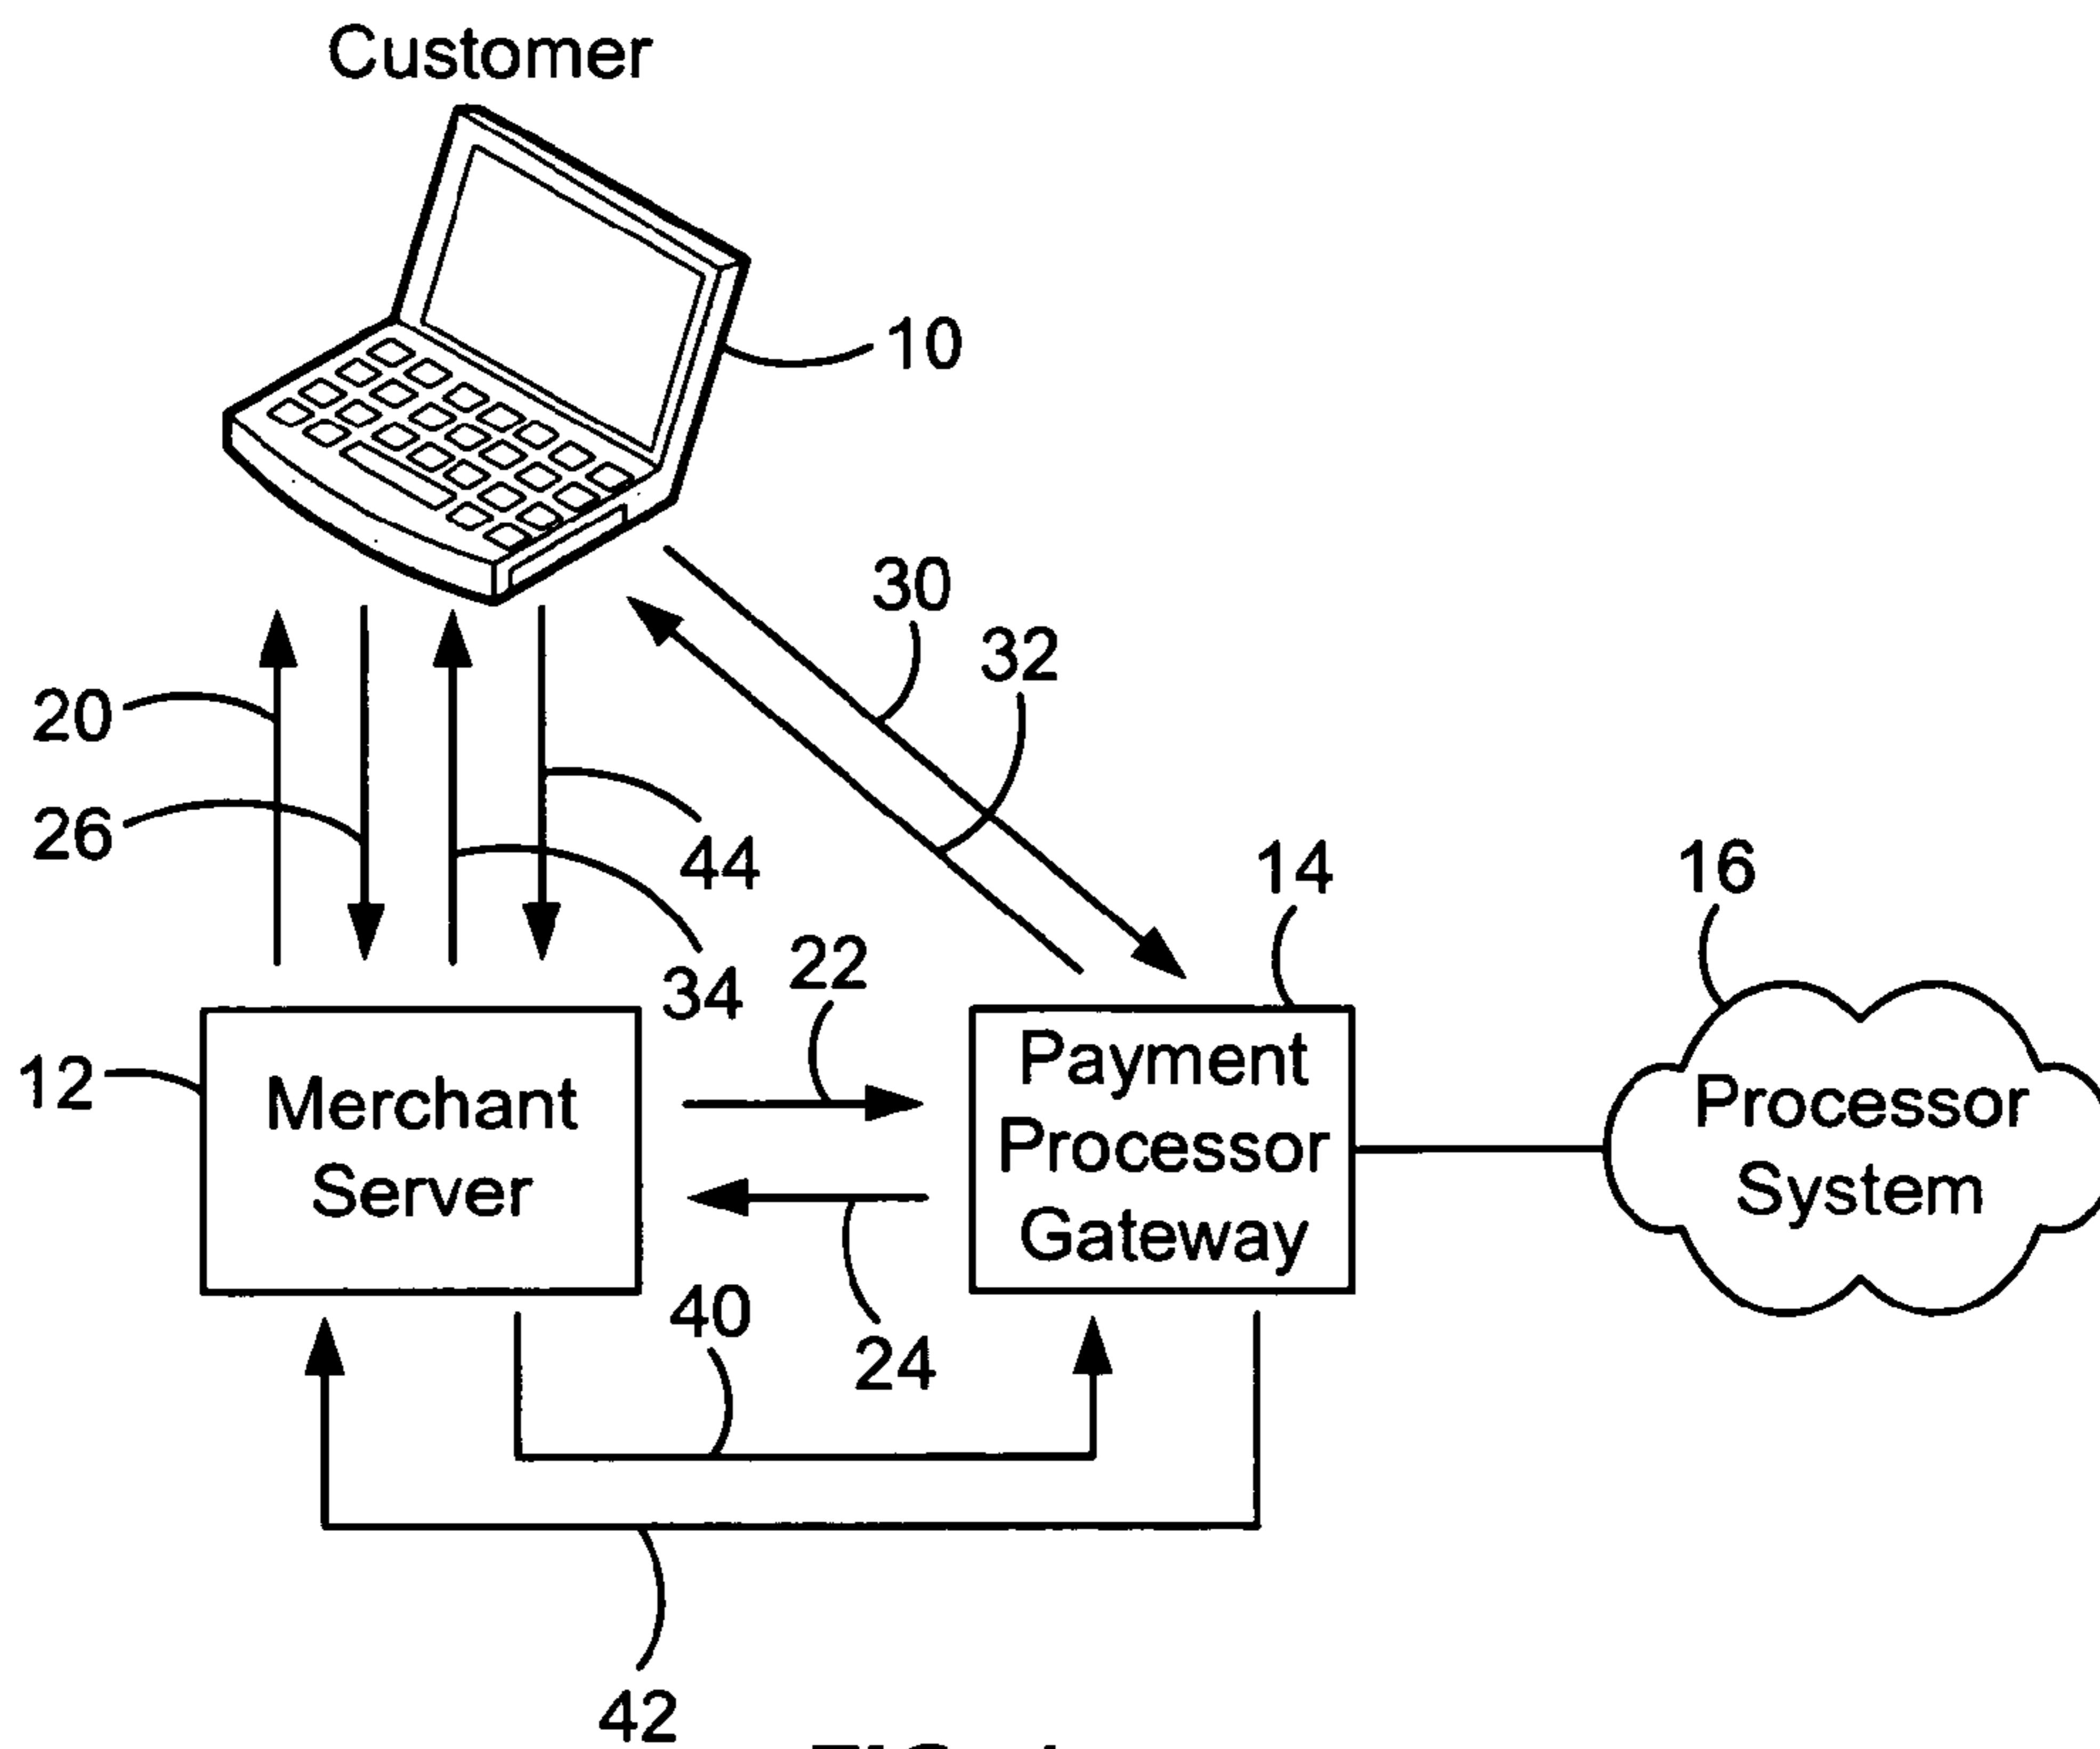 Customer
10
30
32
20
26
44
14
16
22
34
12
Merchant
Server
Payment
Processor
Gateway
Processor
System
40
24
42